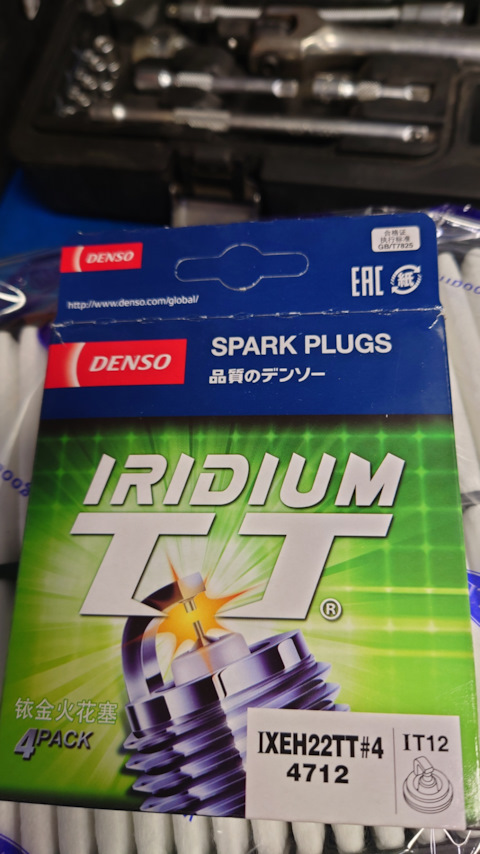 DENSO
合格证
执行标准
GB/T7825
EAC
紙
http://www.denso.com/global/
DENSO
SPARK PLUGS
品質のデンソー
IRIDIUM
TT®
铱金火花塞
4PACK
IXEH22TT#4
4712
IT12